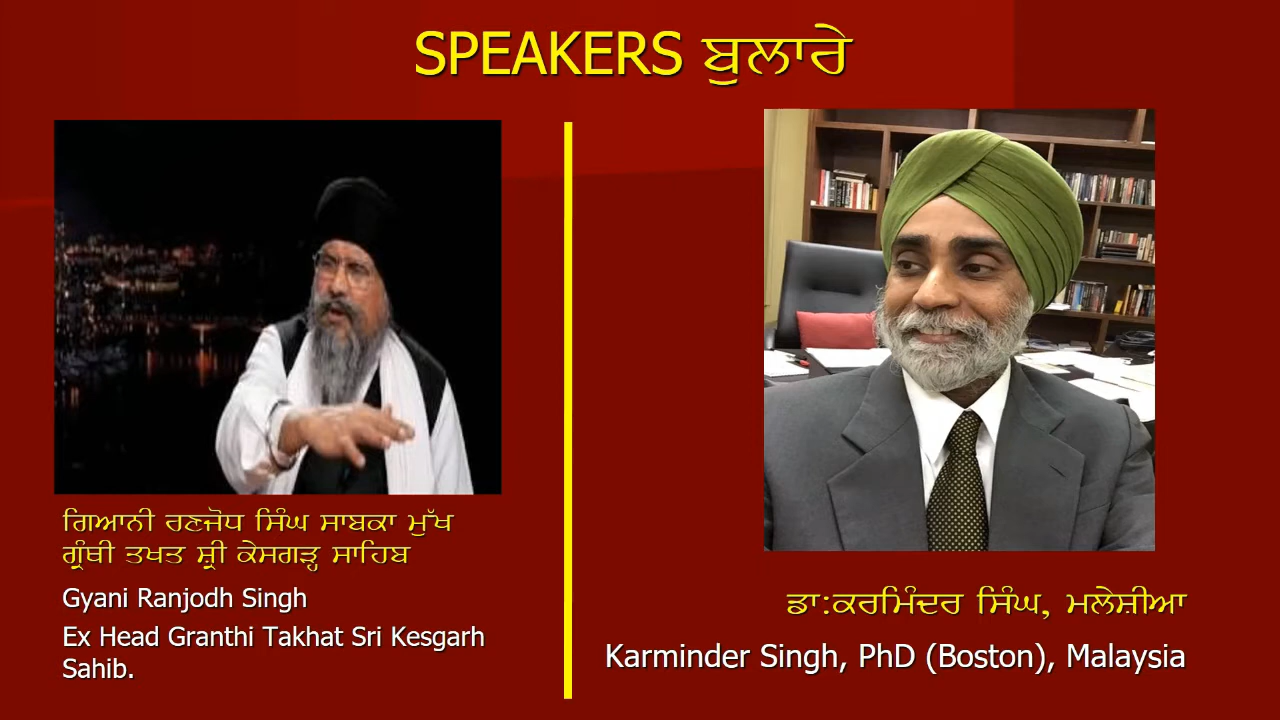 SPEAKERS ਬੁਲਾਰੇ
ਗਿਆਨੀ ਰਣਜੋਧ ਸਿੰਘ ਸਾਬਕਾ ਮੁੱਖ
ਗ੍ਰੰਥੀ ਤਖਤ ਸ਼੍ਰੀ ਕੇਸਗੜ੍ਹ ਸਾਹਿਬ
Gyani Ranjodh Singh
Ex Head Granthi Takhat Sri Kesgarh
Sahib.
ਡਾ:ਕਰਮਿੰਦਰ ਸਿੰਘ, ਮਲੇਸ਼ੀਆ
Karminder Singh, PhD (Boston), Malaysia